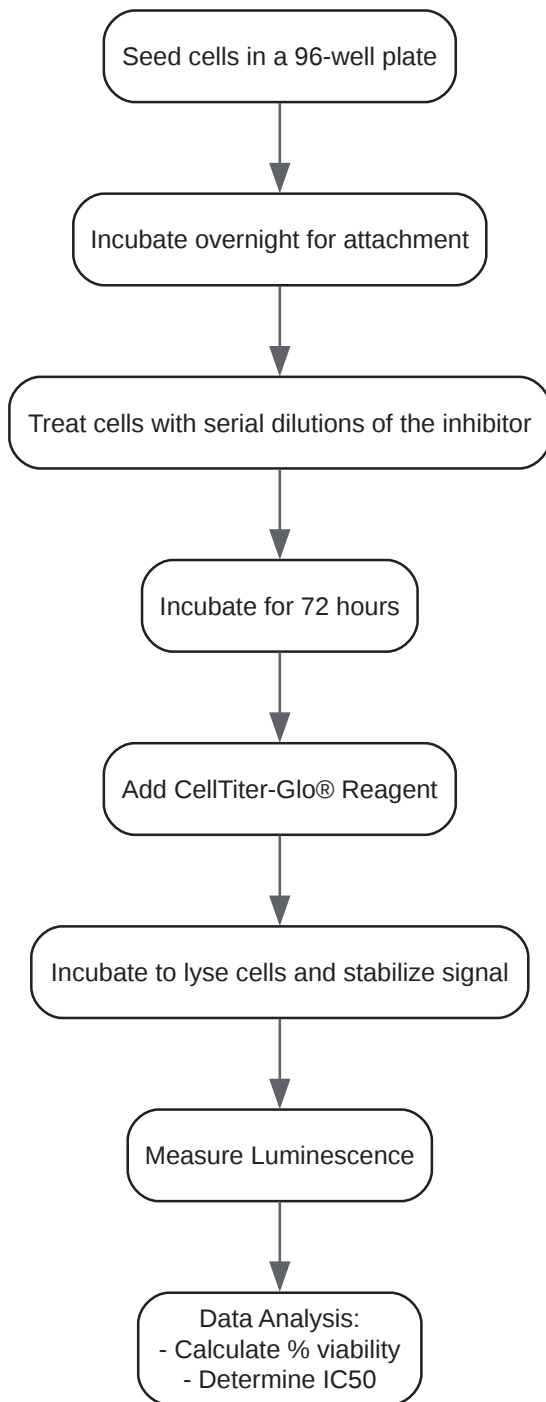 Seed cells in a 96-well plate
Incubate overnight for attachment
Treat cells with serial dilutions of the inhibitor
Incubate for 72 hours
Add CellTiter-Glo® Reagent
Incubate to lyse cells and stabilize signal
Measure Luminescence
Data Analysis:
- Calculate % viability
- Determine IC50